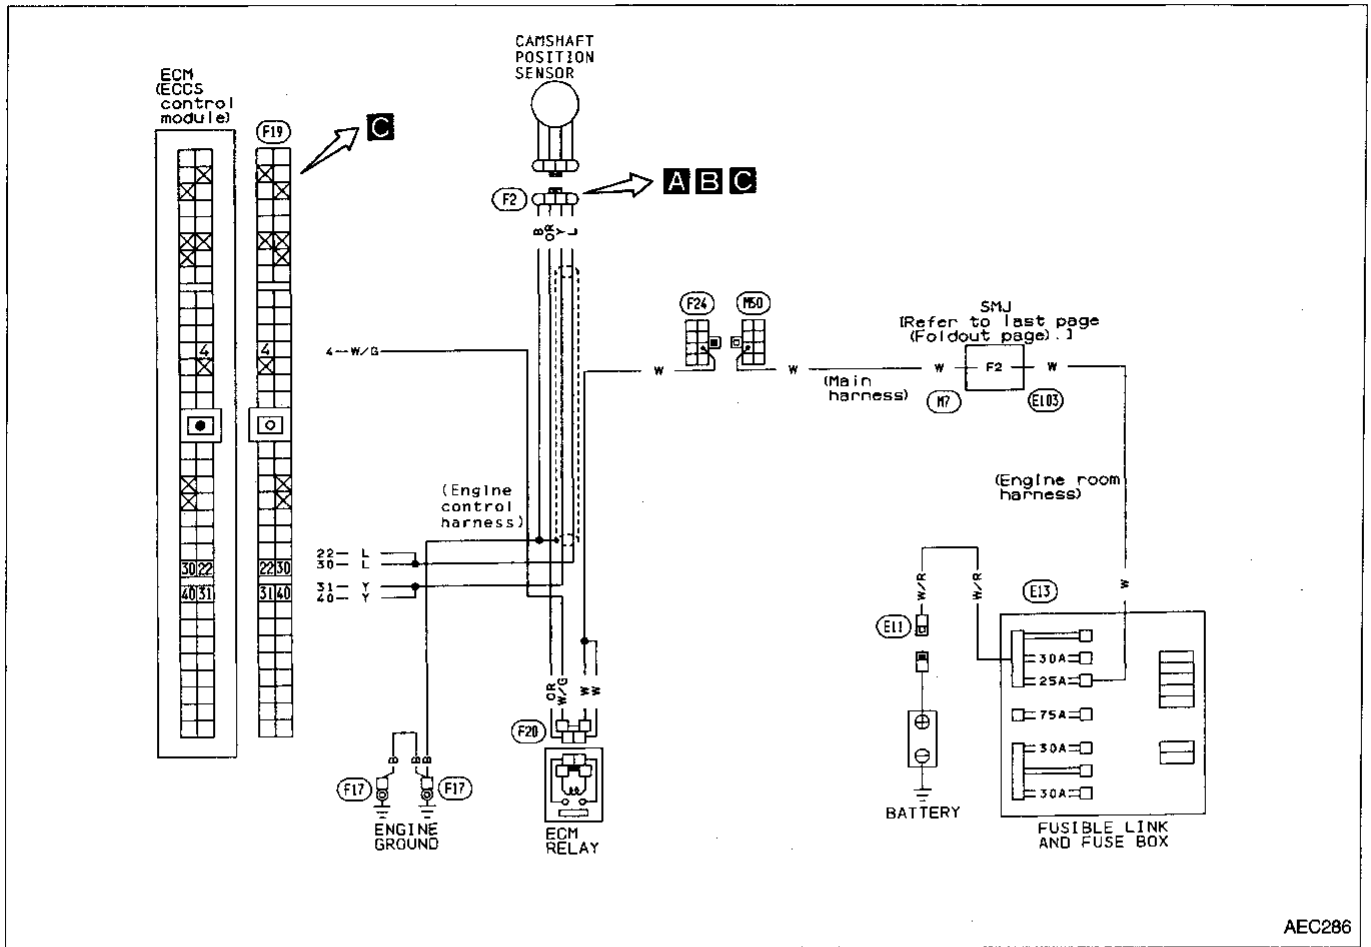 CAMSHAFT
POSITION
SENSOR
ECM
(ECCS
control
module)
F19
C
F2
A B C
B
OR
Y
L
F24
M50
SMJ
[Refer to last page
(Foldout page).]
4
4
4 W/G
W
W
(Main
harness)
W
F2
W
M7
E103
(Engine
control
harness)
(Engine room
harness)
22 L
30 L
31 Y
40 Y
30 22
40 31
22 30
31 40
W/R
W/R
W
E13
E11
30A
25A
75A
30A
30A
OR
W/G
W
W
F20
B
B
B
F17
F17
ENGINE
GROUND
ECM
RELAY
BATTERY
FUSIBLE LINK
AND FUSE BOX
AEC286